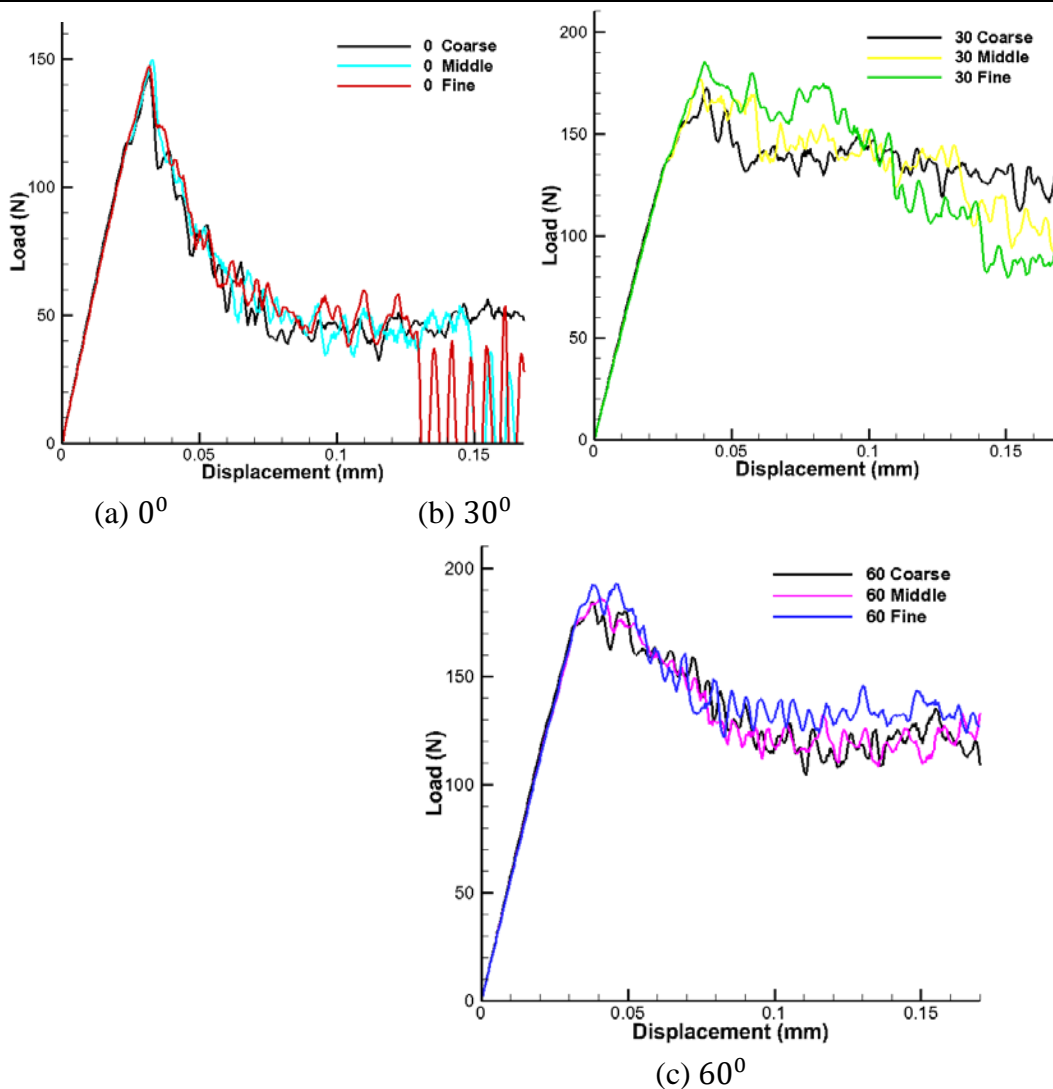 0 Coarse
0 Middle
0 Fine
150
100
50
0
Load (N)
0 0.05 0.1 0.15
Displacement (mm)
30 Coarse
30 Middle
30 Fine
200
150
100
50
0
Load (N)
0 0.05 0.1 0.15
Displacement (mm)
(a) 0⁰ (b) 30⁰
60 Coarse
60 Middle
60 Fine
200
150
100
50
0
Load (N)
0 0.05 0.1 0.15
Displacement (mm)
(c) 60⁰